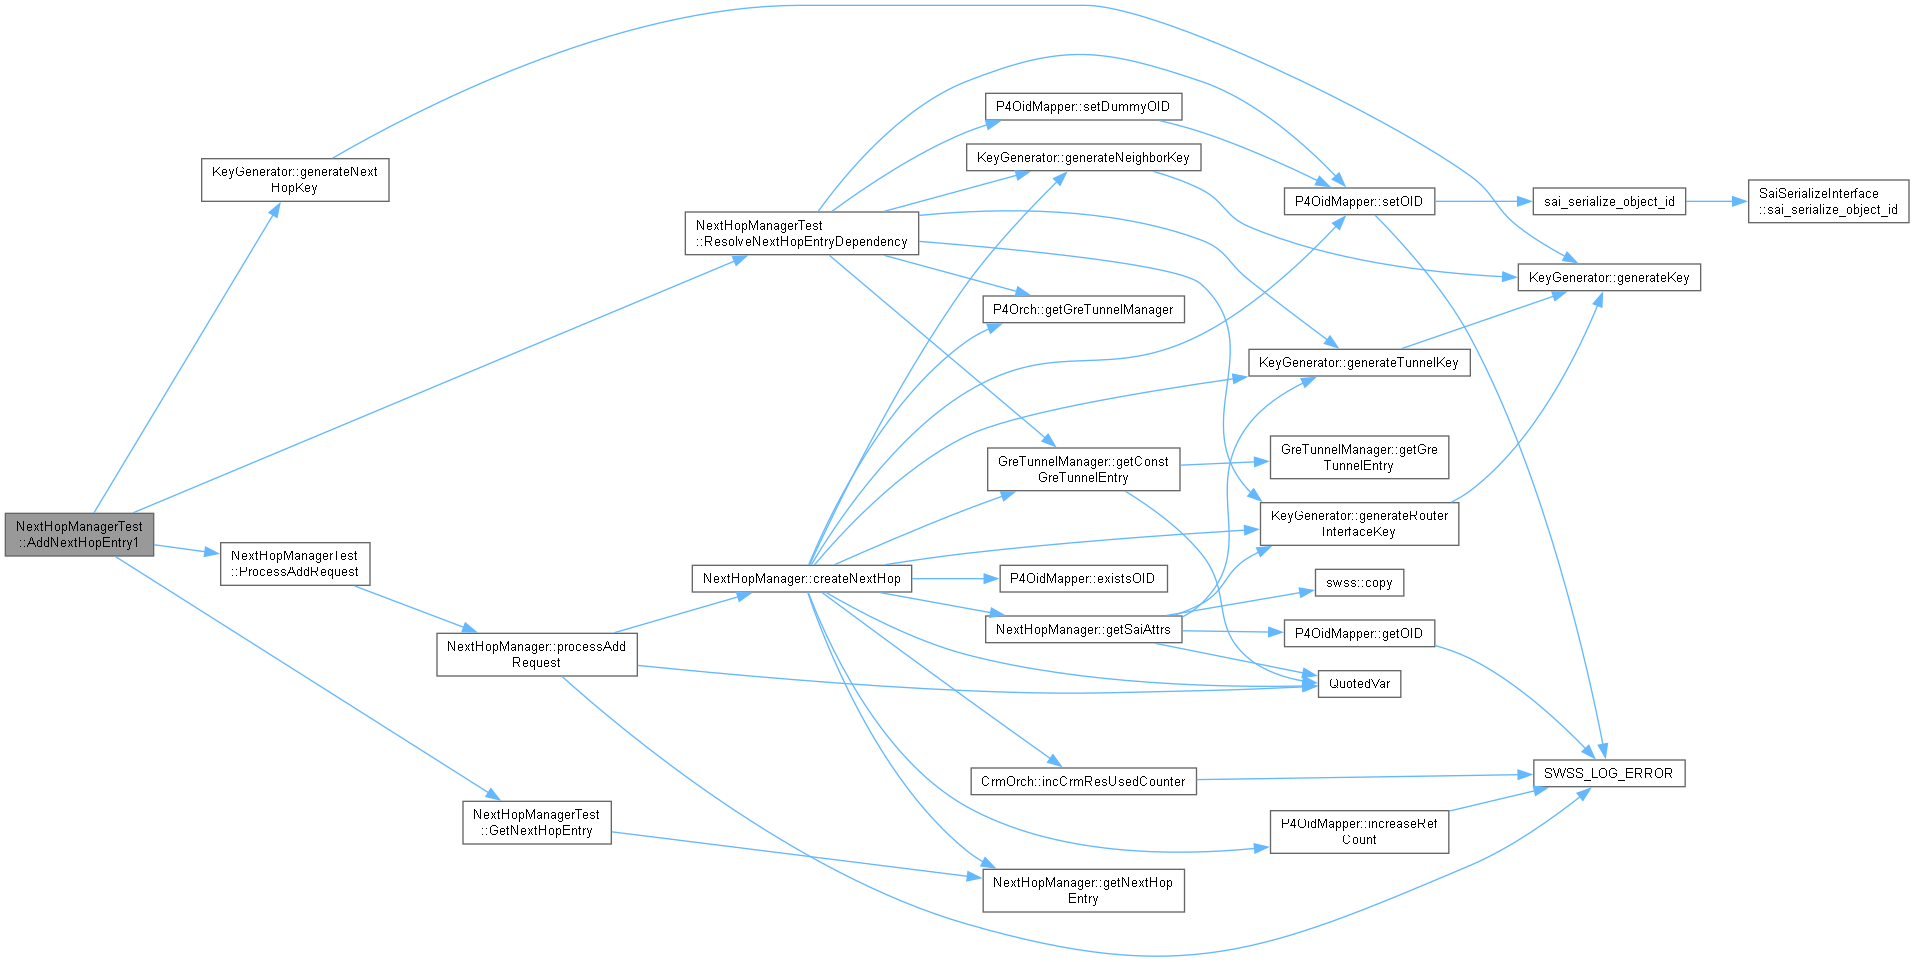 NextHopManagerTest
::AddNextHopEntry1
KeyGenerator::generateNext
HopKey
NextHopManagerTest
::ProcessAddRequest
NextHopManager::processAdd
Request
NextHopManagerTest
::GetNextHopEntry
NextHopManagerTest
::ResolveNextHopEntryDependency
NextHopManager::createNextHop
P4OidMapper::setDummyOID
KeyGenerator::generateNeighborKey
P4Orch::getGreTunnelManager
GreTunnelManager::getConst
GreTunnelEntry
P4OidMapper::existsOID
NextHopManager::getSaiAttrs
CrmOrch::incCrmResUsedCounter
NextHopManager::getNextHop
Entry
P4OidMapper::setOID
KeyGenerator::generateTunnelKey
GreTunnelManager::getGre
TunnelEntry
KeyGenerator::generateRouter
InterfaceKey
swss::copy
P4OidMapper::getOID
QuotedVar
P4OidMapper::increaseRef
Count
sai_serialize_object_id
KeyGenerator::generateKey
SWSS_LOG_ERROR
SaiSerializeInterface
::sai_serialize_object_id